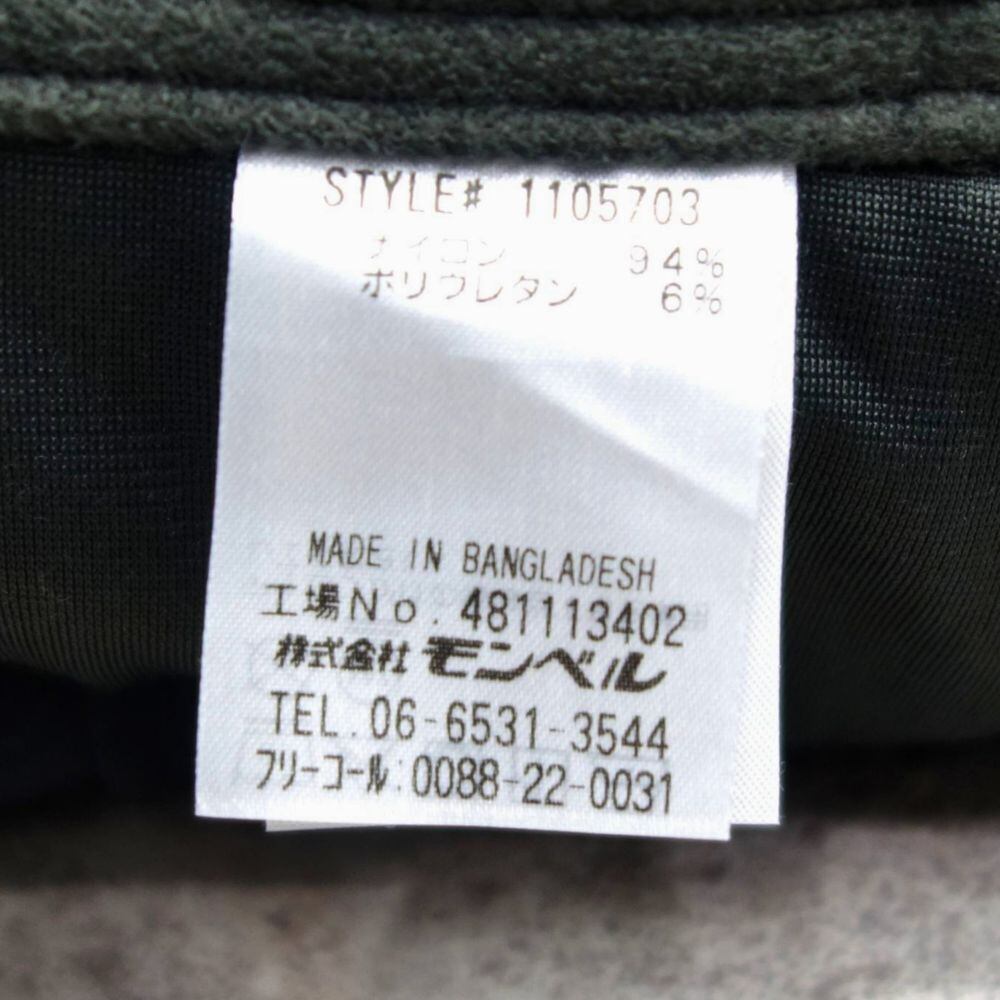 STYLE# 1105703
ナイロン 94%
ポリウレタン 6%
MADE IN BANGLADESH
工場No. 481113402
株式会社 モンベル
TEL.06-6531-3544
フリーコール:0088-22-0031